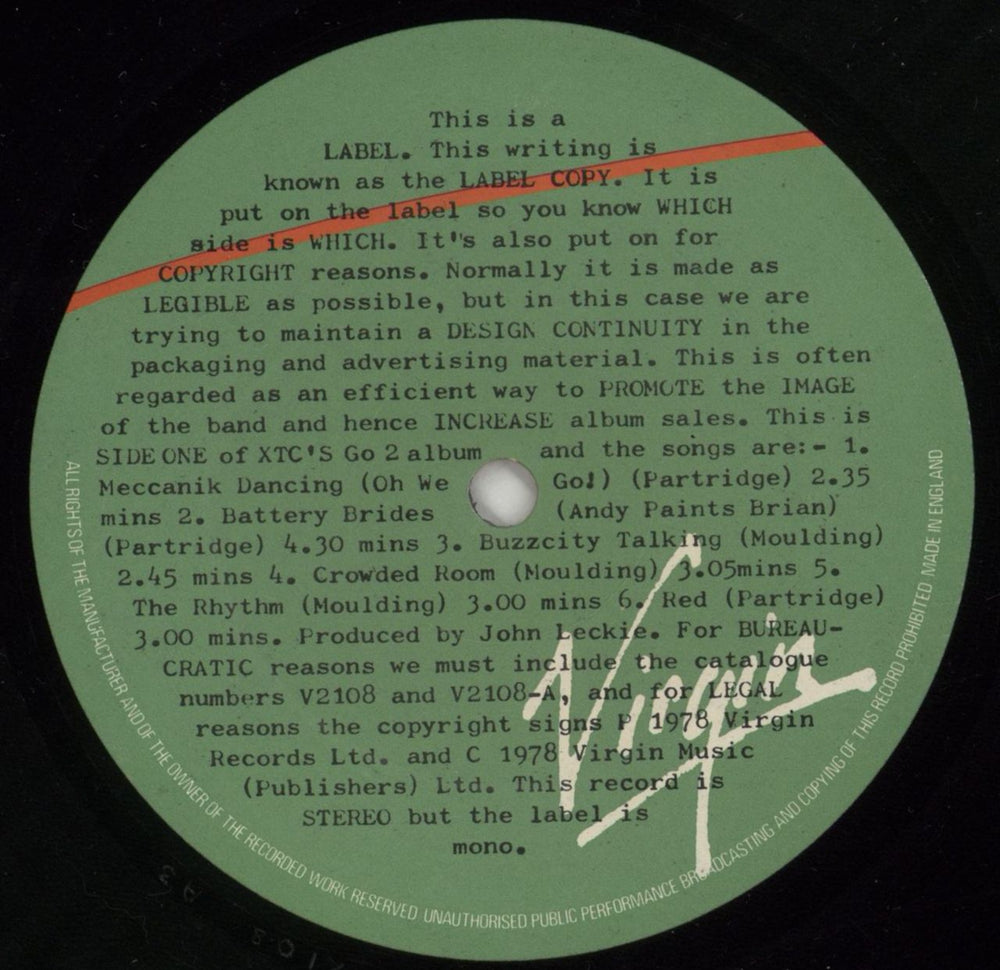 This is a
LABEL. This writing is
known as the LABEL COPY. It is
put on the label so you know WHICH
side is WHICH. It's also put on for
COPYRIGHT reasons. Normally it is made as
LEGIBLE as possible, but in this case we are
trying to maintain a DESIGN CONTINUITY in the
packaging and advertising material. This is often
regarded as an efficient way to PROMOTE the IMAGE
of the band and hence INCREASE album sales. This is
SIDE ONE of XTC'S Go 2 album and the songs are:- 1.
Meccanik Dancing (Oh We Go!) (Partridge) 2.35
mins 2. Battery Brides (Andy Paints Brian)
(Partridge) 4.30 mins 3. Buzzcity Talking (Moulding)
2.45 mins 4. Crowded Room (Moulding) 3.05mins 5.
The Rhythm (Moulding) 3.00 mins 6. Red (Partridge)
3.00 mins. Produced by John Leckie. For BUREAU-
CRATIC reasons we must include the catalogue
numbers V2108 and V2108-A, and for LEGAL
reasons the copyright signs P 1978 Virgin
Records Ltd. and C 1978 Virgin Music
(Publishers) Ltd. This record is
STEREO but the label is
mono.
Virgin
ALL RIGHTS OF THE MANUFACTURER AND OF THE OWNER OF THE RECORDED WORK RESERVED UNAUTHORISED PUBLIC PERFORMANCE BROADCASTING AND COPYING OF THIS RECORD PROHIBITED MADE IN ENGLAND